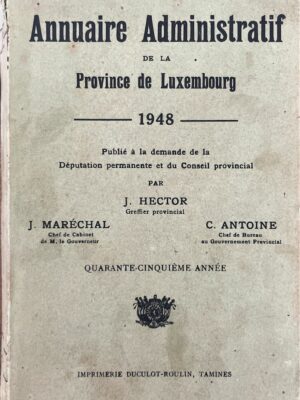 Annuaire Administratif
DE LA
Province de Luxembourg
1948
Publié à la demande de la
Députation permanente et du Conseil provincial
PAR
J. HECTOR
Greffier provincial
J. MARÉCHAL
Chef de Cabinet
de M. le Gouverneur
C. ANTOINE
Chef de Bureau
au Gouvernement Provincial
QUARANTE-CINQUIÈME ANNÉE
IMPRIMERIE DUCULOT-ROULIN, TAMINES